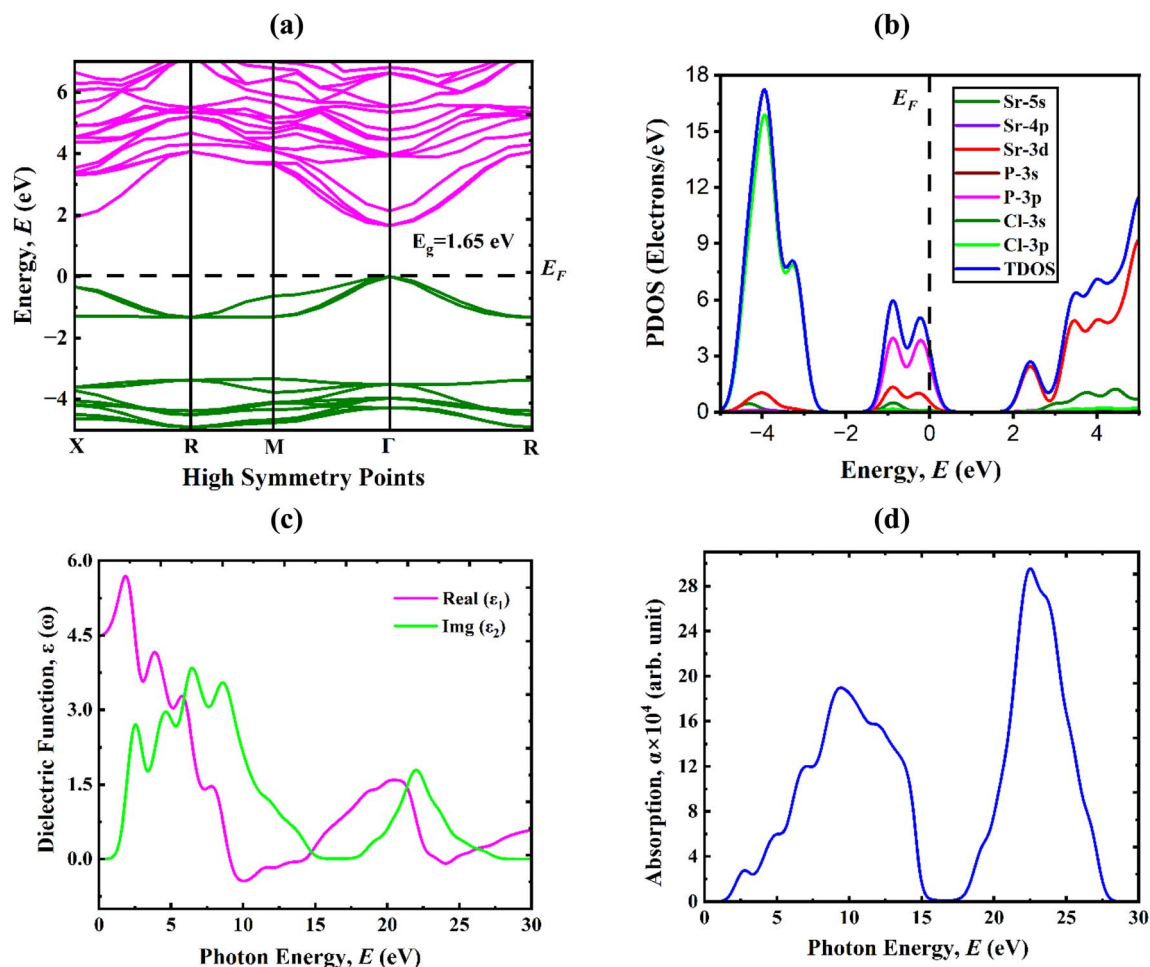 (a)
6
4
2
0
−2
−4
Energy, E (eV)
E_g=1.65 eV
E_F
X R M Γ R
High Symmetry Points
(b)
18
15
12
9
6
3
0
PDOS (Electrons/eV)
E_F
Sr-5s
Sr-4p
Sr-3d
P-3s
P-3p
Cl-3s
Cl-3p
TDOS
−4 −2 0 2 4
Energy, E (eV)
(c)
6.0
4.5
3.0
1.5
0.0
Dielectric Function, ε (ω)
Real (ε₁)
Img (ε₂)
0 5 10 15 20 25 30
Photon Energy, E (eV)
(d)
28
24
20
16
12
8
4
0
Absorption, α×10⁴ (arb. unit)
0 5 10 15 20 25 30
Photon Energy, E (eV)